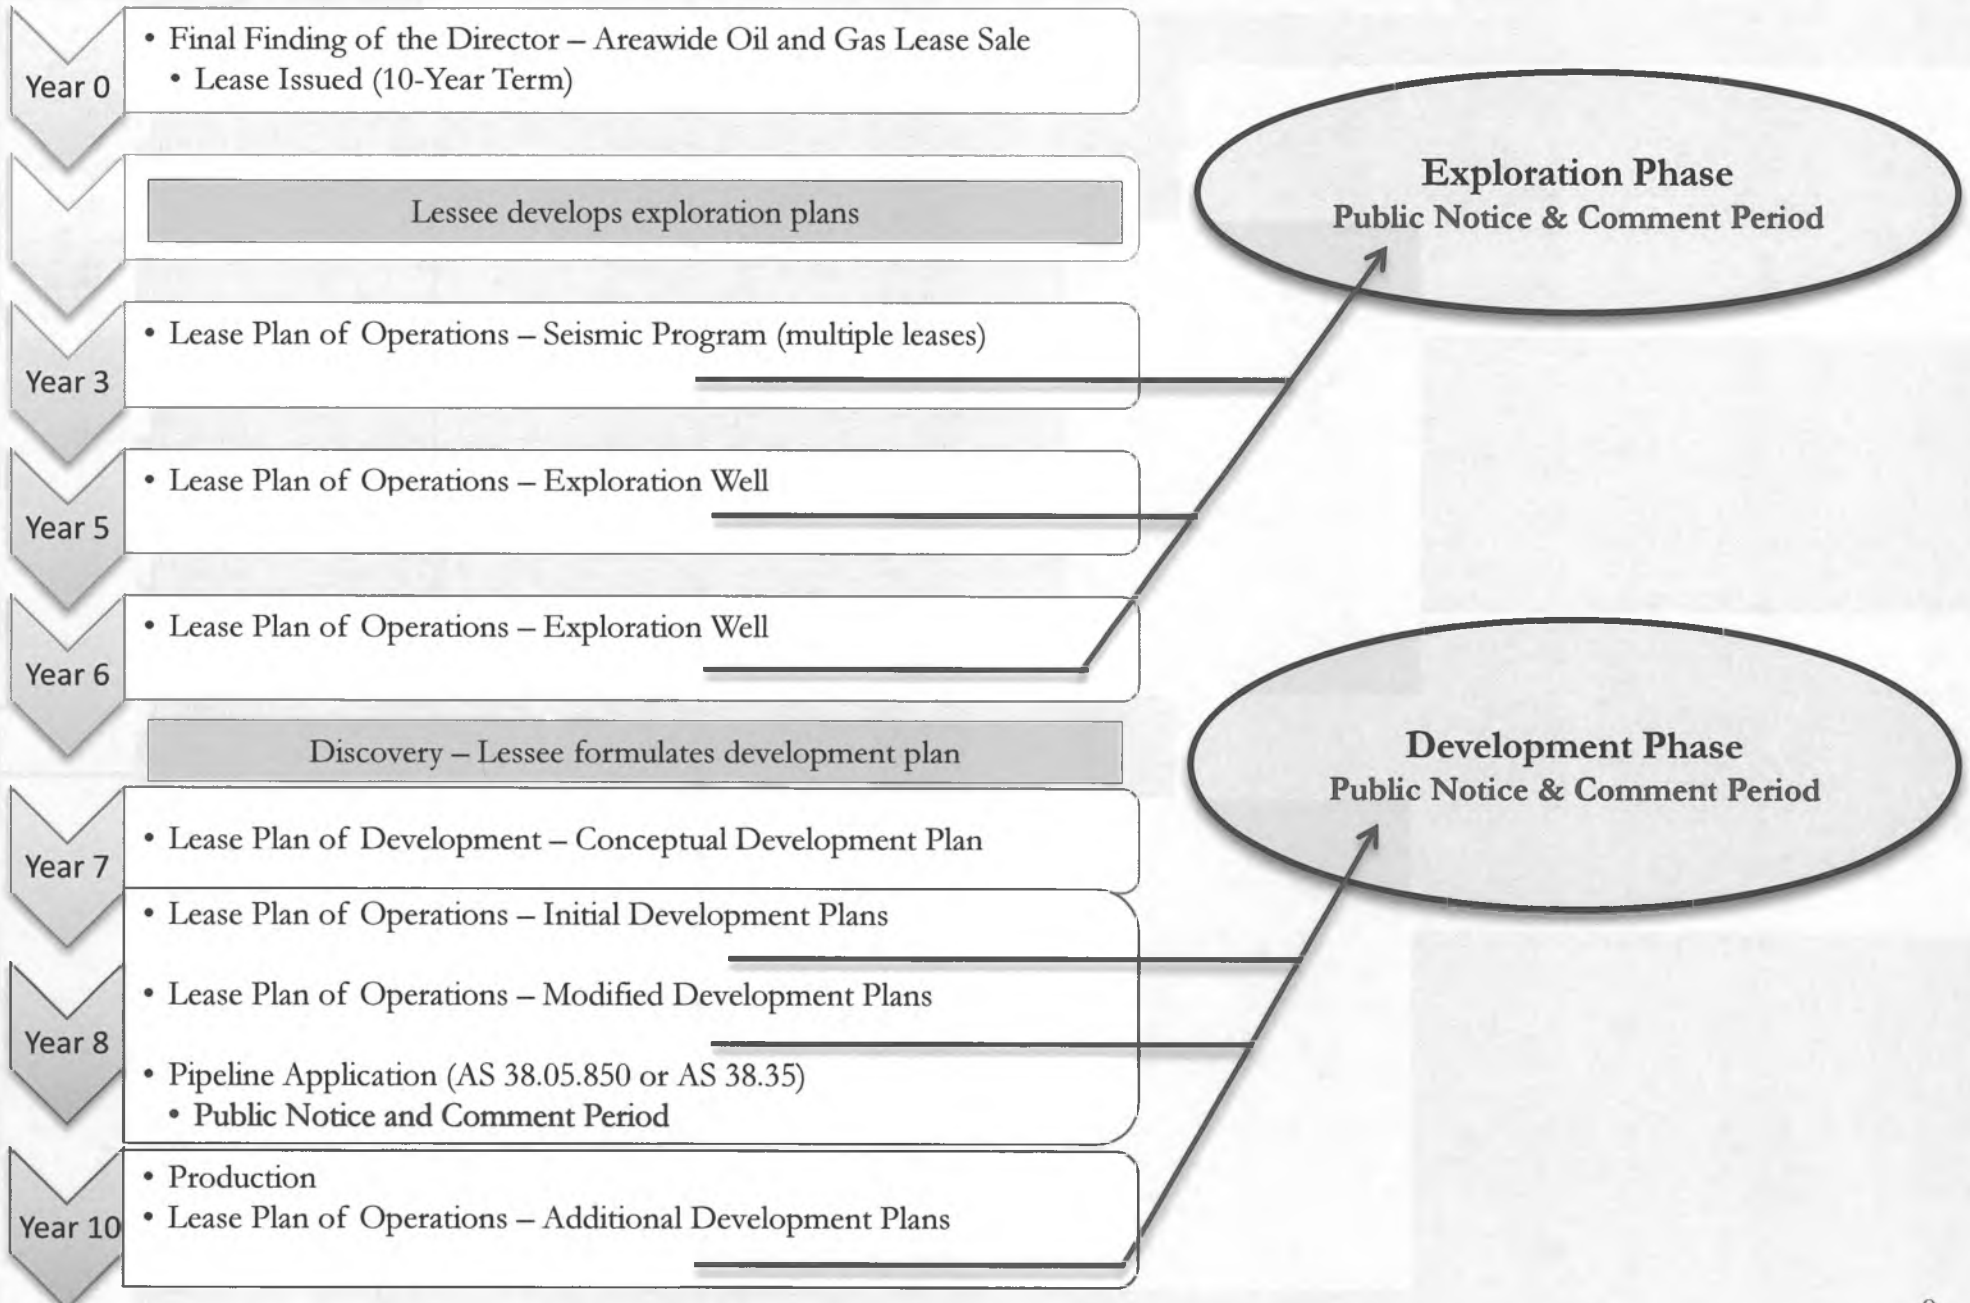 Year 0
• Final Finding of the Director – Areawide Oil and Gas Lease Sale
• Lease Issued (10-Year Term)
Lessee develops exploration plans
Exploration Phase
Public Notice & Comment Period
Year 3
• Lease Plan of Operations – Seismic Program (multiple leases)
Year 5
• Lease Plan of Operations – Exploration Well
Year 6
• Lease Plan of Operations – Exploration Well
Discovery – Lessee formulates development plan
Development Phase
Public Notice & Comment Period
Year 7
• Lease Plan of Development – Conceptual Development Plan
• Lease Plan of Operations – Initial Development Plans
Year 8
• Lease Plan of Operations – Modified Development Plans
• Pipeline Application (AS 38.05.850 or AS 38.35)
• Public Notice and Comment Period
Year 10
• Production
• Lease Plan of Operations – Additional Development Plans